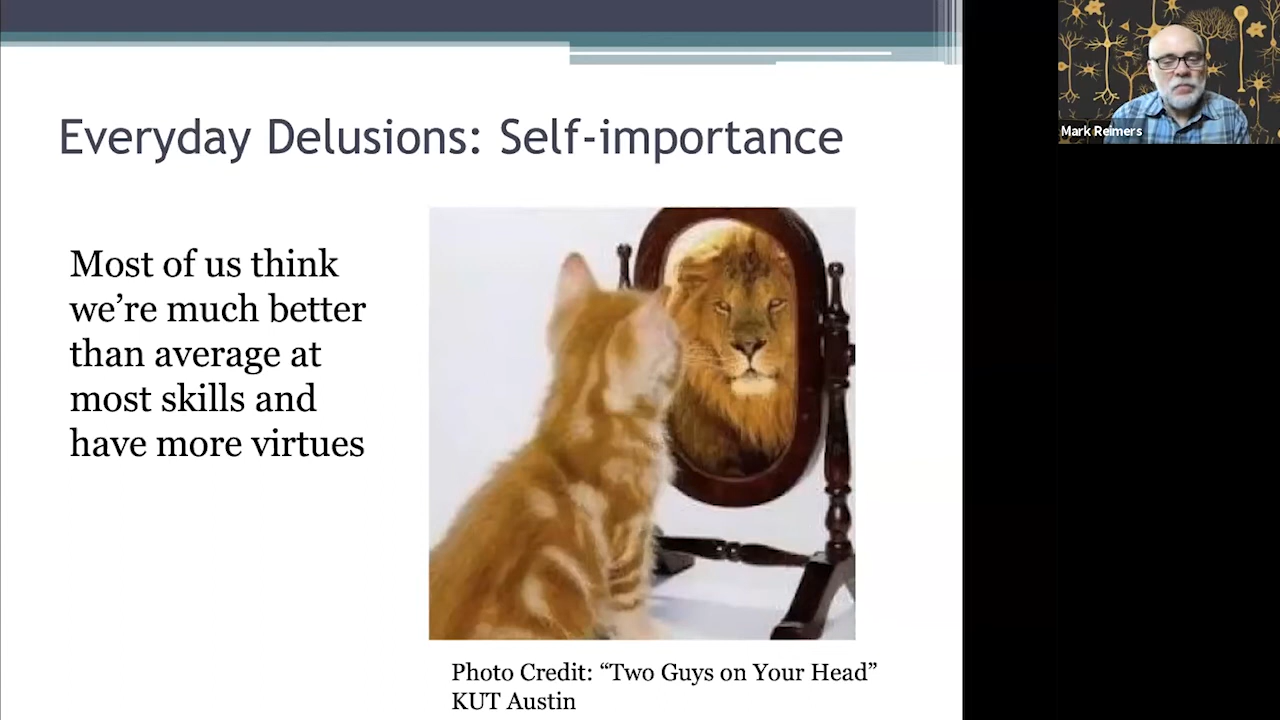 Everyday Delusions: Self-importance
Mark Reimers
Most of us think
we’re much better
than average at
most skills and
have more virtues
Photo Credit: “Two Guys on Your Head”
KUT Austin